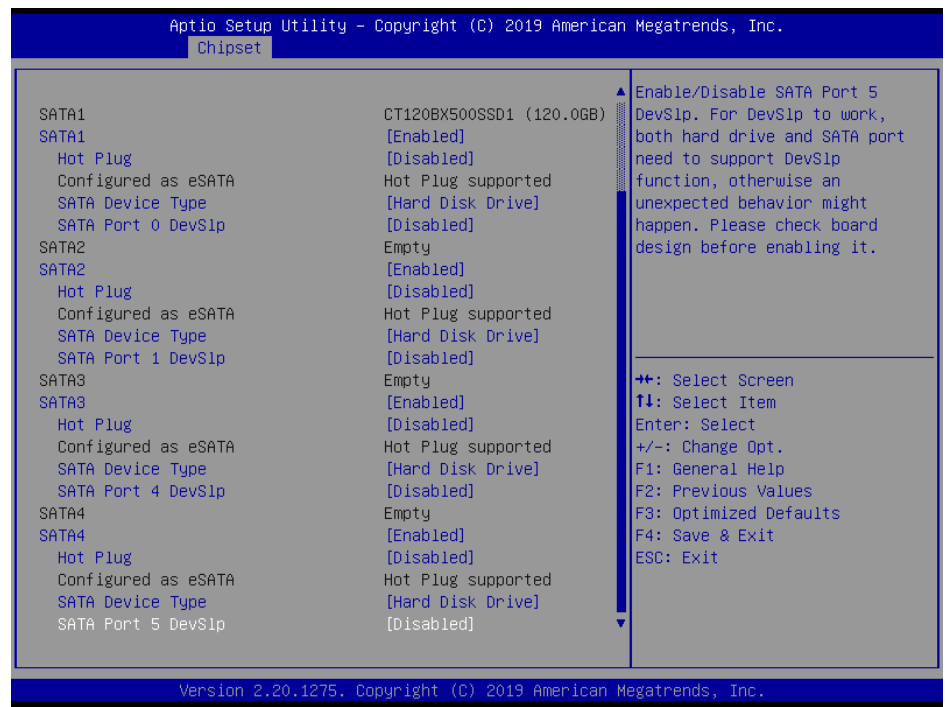 Aptio Setup Utility – Copyright (C) 2019 American Megatrends, Inc.
Chipset
SATA1 CT120BX500SSD1 (120.0GB)
SATA1 [Enabled]
Hot Plug [Disabled]
Configured as eSATA Hot Plug supported
SATA Device Type [Hard Disk Drive]
SATA Port 0 DevSlp [Disabled]
SATA2 Empty
SATA2 [Enabled]
Hot Plug [Disabled]
Configured as eSATA Hot Plug supported
SATA Device Type [Hard Disk Drive]
SATA Port 1 DevSlp [Disabled]
SATA3 Empty
SATA3 [Enabled]
Hot Plug [Disabled]
Configured as eSATA Hot Plug supported
SATA Device Type [Hard Disk Drive]
SATA Port 4 DevSlp [Disabled]
SATA4 Empty
SATA4 [Enabled]
Hot Plug [Disabled]
Configured as eSATA Hot Plug supported
SATA Device Type [Hard Disk Drive]
SATA Port 5 DevSlp [Disabled]
Enable/Disable SATA Port 5
DevSlp. For DevSlp to work,
both hard drive and SATA port
need to support DevSlp
function, otherwise an
unexpected behavior might
happen. Please check board
design before enabling it.
→←: Select Screen
↑↓: Select Item
Enter: Select
+/-: Change Opt.
F1: General Help
F2: Previous Values
F3: Optimized Defaults
F4: Save & Exit
ESC: Exit
Version 2.20.1275. Copyright (C) 2019 American Megatrends, Inc.